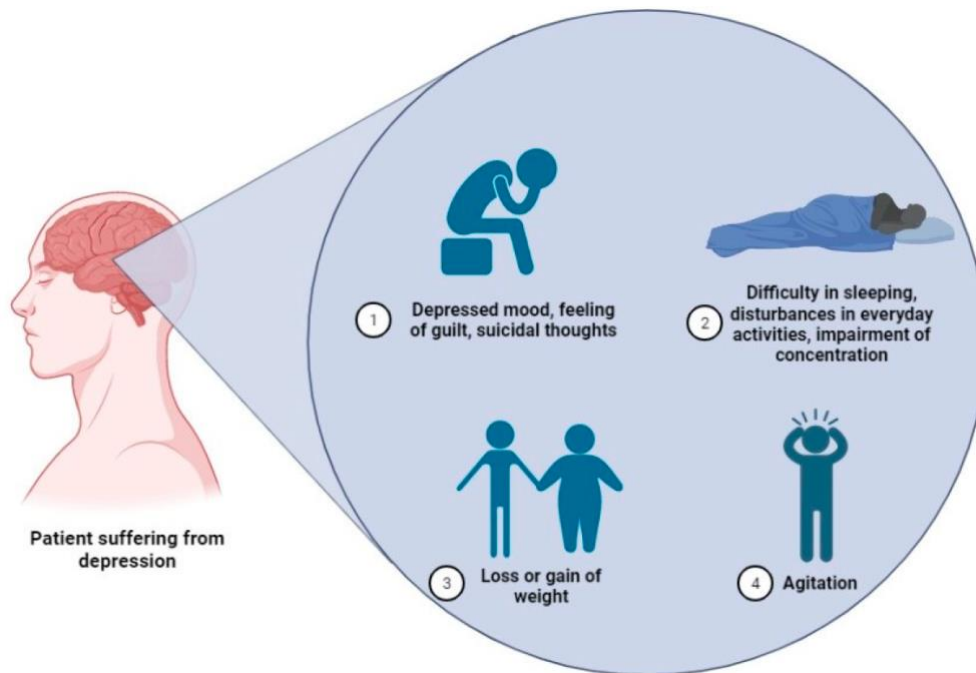 1
Depressed mood, feeling
of guilt, suicidal thoughts
2
Difficulty in sleeping,
disturbances in everyday
activities, impairment of
concentration
Patient suffering from
depression
3
Loss or gain of
weight
4
Agitation